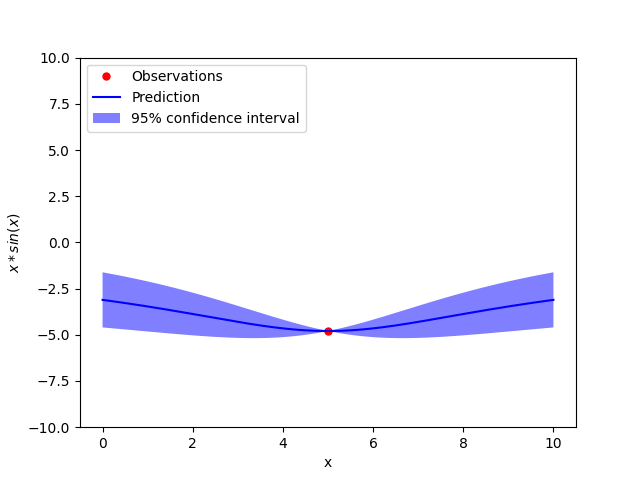 10.0
7.5
5.0
2.5
0.0
−2.5
−5.0
−7.5
−10.0
x * sin(x)
Observations
Prediction
95% confidence interval
0 2 4 6 8 10
x